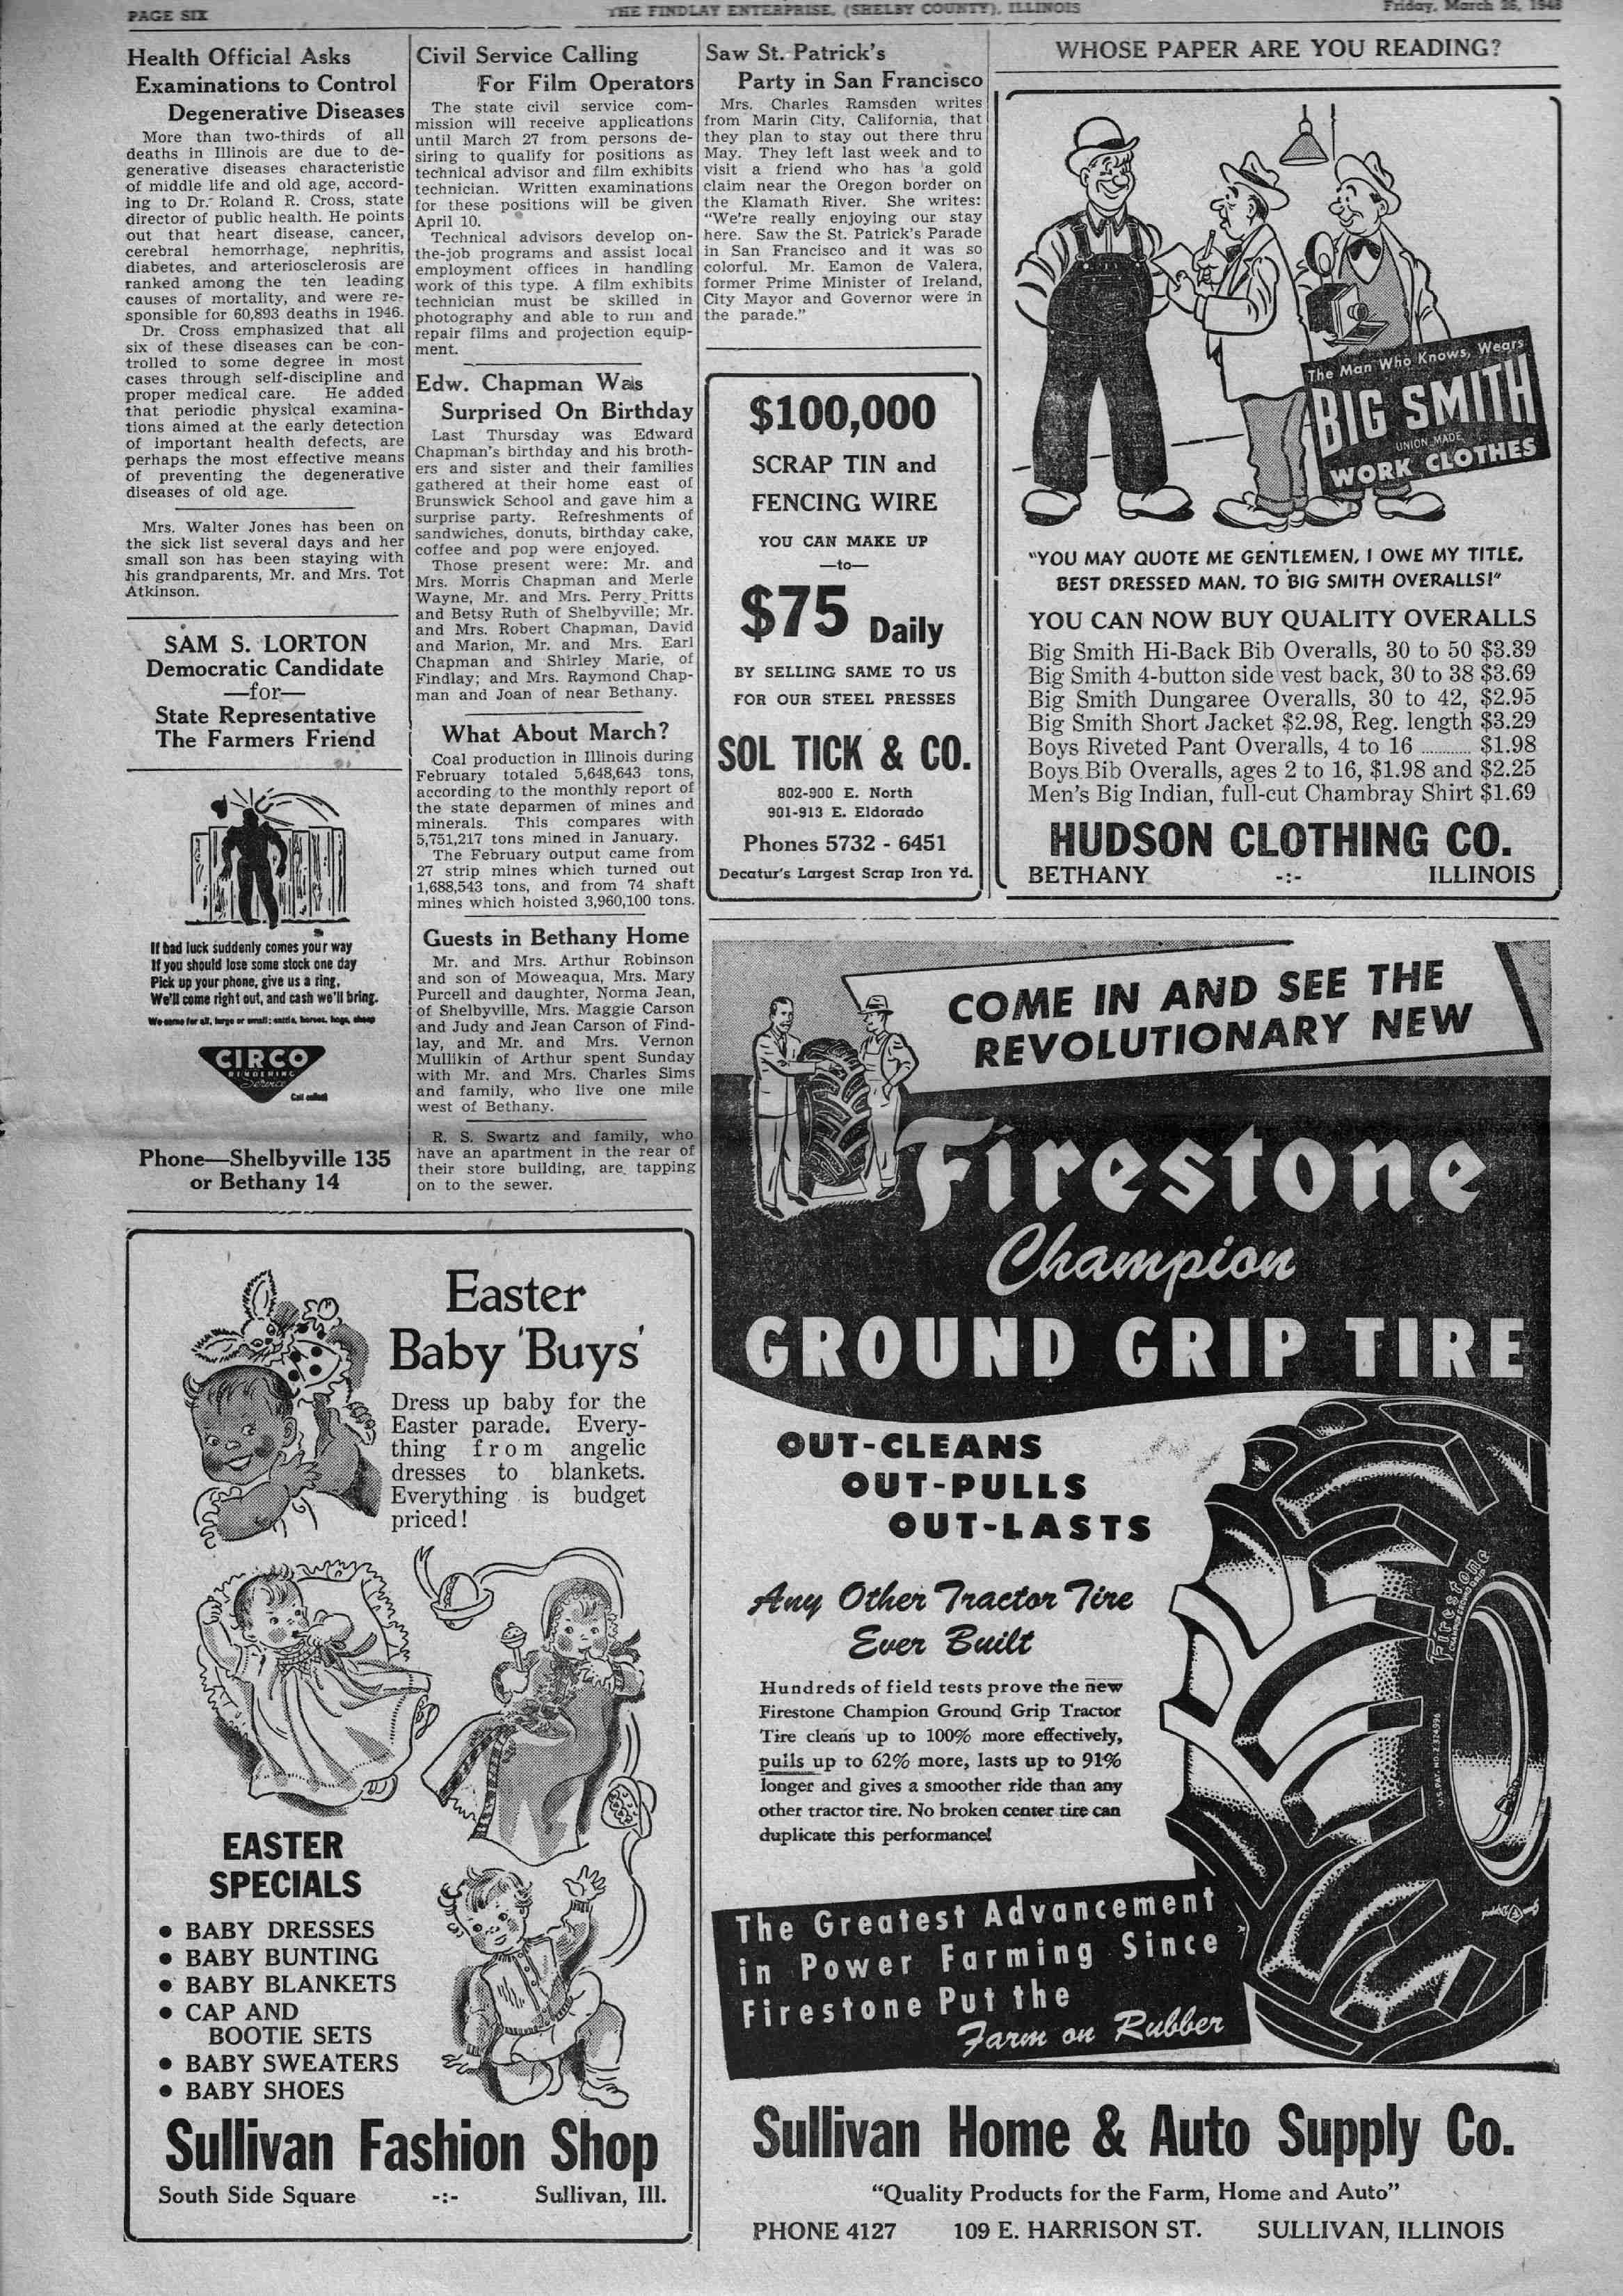 PAGE SIX
THE FINDLAY ENTERPRISE, (SHELBY COUNTY), ILLINOIS
Friday, March 26, 1948
Health Official Asks
Examinations to Control
Degenerative Diseases
More than two-thirds of all
deaths in Illinois are due to de-
generative diseases characteristic
of middle life and old age, accord-
ing to Dr. Roland R. Cross, state
director of public health. He points
out that heart disease, cancer,
cerebral hemorrhage, nephritis,
diabetes, and arteriosclerosis are
ranked among the ten leading
causes of mortality, and were re-
sponsible for 60,893 deaths in 1946.
Dr. Cross emphasized that all
six of these diseases can be con-
trolled to some degree in most
cases through self-discipline and
proper medical care. He added
that periodic physical examina-
tions aimed at the early detection
of important health defects, are
perhaps the most effective means
of preventing the degenerative
diseases of old age.
Mrs. Walter Jones has been on
the sick list several days and her
small son has been staying with
his grandparents, Mr. and Mrs. Tot
Atkinson.
SAM S. LORTON
Democratic Candidate
—for—
State Representative
The Farmers Friend
If bad luck suddenly comes your way
If you should lose some stock one day
Pick up your phone, give us a ring,
We'll come right out, and cash we'll bring.
We come for all, large or small; cattle, horses, hogs, sheep
CIRCO
RENDERING
Service
Call collect
Phone—Shelbyville 135
or Bethany 14
Civil Service Calling
For Film Operators
The state civil service com-
mission will receive applications
until March 27 from persons de-
siring to qualify for positions as
technical advisor and film exhibits
technician. Written examinations
for these positions will be given
April 10.
Technical advisors develop on-
the-job programs and assist local
employment offices in handling
work of this type. A film exhibits
technician must be skilled in
photography and able to run and
repair films and projection equip-
ment.
Edw. Chapman Was
Surprised On Birthday
Last Thursday was Edward
Chapman's birthday and his broth-
ers and sister and their families
gathered at their home east of
Brunswick School and gave him a
surprise party. Refreshments of
sandwiches, donuts, birthday cake,
coffee and pop were enjoyed.
Those present were: Mr. and
Mrs. Morris Chapman and Merle
Wayne, Mr. and Mrs. Perry Pritts
and Betsy Ruth of Shelbyville; Mr.
and Mrs. Robert Chapman, David
and Marion, Mr. and Mrs. Earl
Chapman and Shirley Marie, of
Findlay; and Mrs. Raymond Chap-
man and Joan of near Bethany.
What About March?
Coal production in Illinois during
February totaled 5,648,643 tons,
according to the monthly report of
the state deparmen of mines and
minerals. This compares with
5,751,217 tons mined in January.
The February output came from
27 strip mines which turned out
1,688,543 tons, and from 74 shaft
mines which hoisted 3,960,100 tons.
Guests in Bethany Home
Mr. and Mrs. Arthur Robinson
and son of Moweaqua, Mrs. Mary
Purcell and daughter, Norma Jean,
of Shelbyville, Mrs. Maggie Carson
and Judy and Jean Carson of Find-
lay, and Mr. and Mrs. Vernon
Mullikin of Arthur spent Sunday
with Mr. and Mrs. Charles Sims
and family, who live one mile
west of Bethany.
R. S. Swartz and family, who
have an apartment in the rear of
their store building, are tapping
on to the sewer.
Saw St. Patrick's
Party in San Francisco
Mrs. Charles Ramsden writes
from Marin City, California, that
they plan to stay out there thru
May. They left last week and to
visit a friend who has a gold
claim near the Oregon border on
the Klamath River. She writes:
"We're really enjoying our stay
here. Saw the St. Patrick's Parade
in San Francisco and it was so
colorful. Mr. Eamon de Valera,
former Prime Minister of Ireland,
City Mayor and Governor were in
the parade."
$100,000
SCRAP TIN and
FENCING WIRE
YOU CAN MAKE UP
—to—
$75 Daily
BY SELLING SAME TO US
FOR OUR STEEL PRESSES
SOL TICK & CO.
802-900 E. North
901-913 E. Eldorado
Phones 5732 - 6451
Decatur's Largest Scrap Iron Yd.
WHOSE PAPER ARE YOU READING?
The Man Who Knows, Wears
BIG SMITH
UNION MADE
WORK CLOTHES
"YOU MAY QUOTE ME GENTLEMEN, I OWE MY TITLE,
BEST DRESSED MAN, TO BIG SMITH OVERALLS!"
YOU CAN NOW BUY QUALITY OVERALLS
Big Smith Hi-Back Bib Overalls, 30 to 50 $3.39
Big Smith 4-button side vest back, 30 to 38 $3.69
Big Smith Dungaree Overalls, 30 to 42, $2.95
Big Smith Short Jacket $2.98, Reg. length $3.29
Boys Riveted Pant Overalls, 4 to 16 ........... $1.98
Boys Bib Overalls, ages 2 to 16, $1.98 and $2.25
Men's Big Indian, full-cut Chambray Shirt $1.69
HUDSON CLOTHING CO.
BETHANY -:- ILLINOIS
Easter
Baby 'Buys'
Dress up baby for the
Easter parade. Every-
thing from angelic
dresses to blankets.
Everything is budget
priced!
EASTER
SPECIALS
• BABY DRESSES
• BABY BUNTING
• BABY BLANKETS
• CAP AND
BOOTIE SETS
• BABY SWEATERS
• BABY SHOES
Sullivan Fashion Shop
South Side Square -:- Sullivan, Ill.
COME IN AND SEE THE
REVOLUTIONARY NEW
Firestone
Champion
GROUND GRIP TIRE
OUT-CLEANS
OUT-PULLS
OUT-LASTS
Any Other Tractor Tire
Ever Built
Hundreds of field tests prove the new
Firestone Champion Ground Grip Tractor
Tire cleans up to 100% more effectively,
pulls up to 62% more, lasts up to 91%
longer and gives a smoother ride than any
other tractor tire. No broken center tire can
duplicate this performance!
Firestone
CHAMPION GROUND GRIP
U.S. PAT. NO. 2324996
The Greatest Advancement
in Power Farming Since
Firestone Put the
Farm on Rubber
Sullivan Home & Auto Supply Co.
"Quality Products for the Farm, Home and Auto"
PHONE 4127 109 E. HARRISON ST. SULLIVAN, ILLINOIS